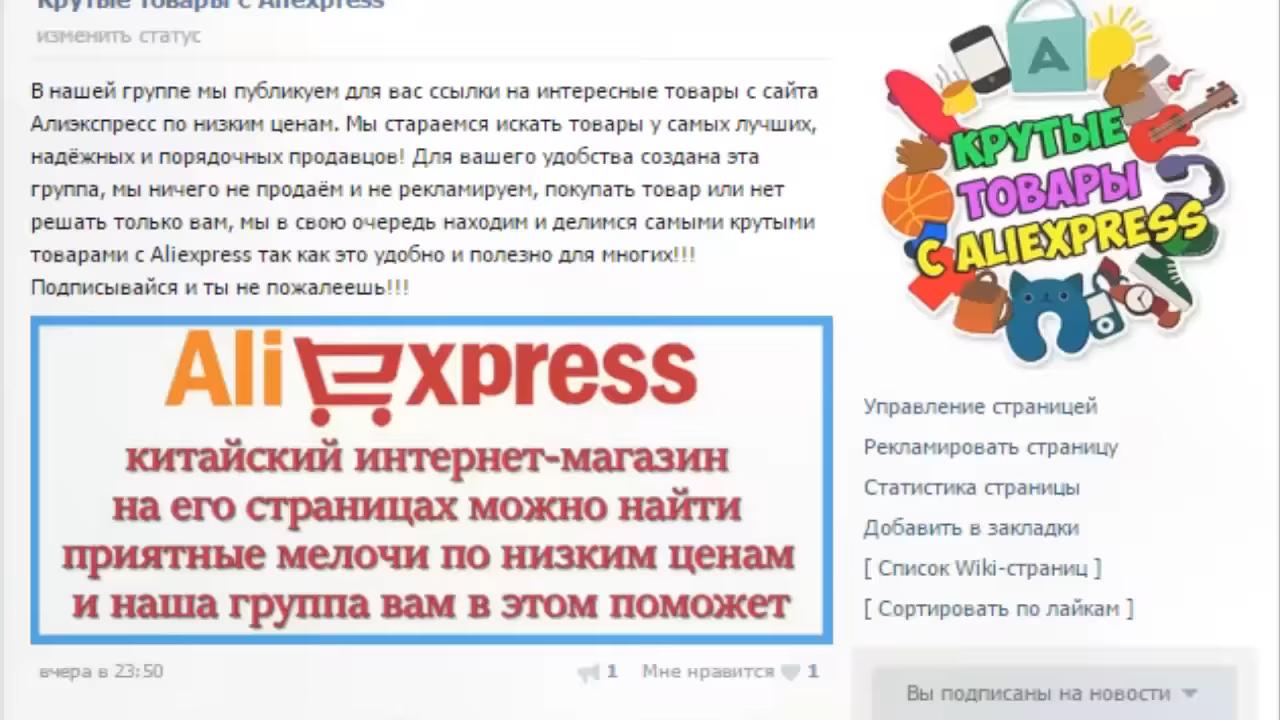 Крутые товары с Aliexpress
изменить статус
В нашей группе мы публикуем для вас ссылки на интересные товары с сайта
Алиэкспресс по низким ценам. Мы стараемся искать товары у самых лучших,
надёжных и порядочных продавцов! Для вашего удобства создана эта
группа, мы ничего не продаём и не рекламируем, покупать товар или нет
решать только вам, мы в свою очередь находим и делимся самыми крутыми
товарами с Aliexpress так как это удобно и полезно для многих!!!
Подписывайся и ты не пожалеешь!!!
AliExpress
китайский интернет-магазин
на его страницах можно найти
приятные мелочи по низким ценам
и наша группа вам в этом поможет
вчера в 23:50
1 Мне нравится 1
A
КРУТЫЕ
ТОВАРЫ
С ALIEXPRESS
Управление страницей
Рекламировать страницу
Статистика страницы
Добавить в закладки
[ Список Wiki-страниц ]
[ Сортировать по лайкам ]
Вы подписаны на новости